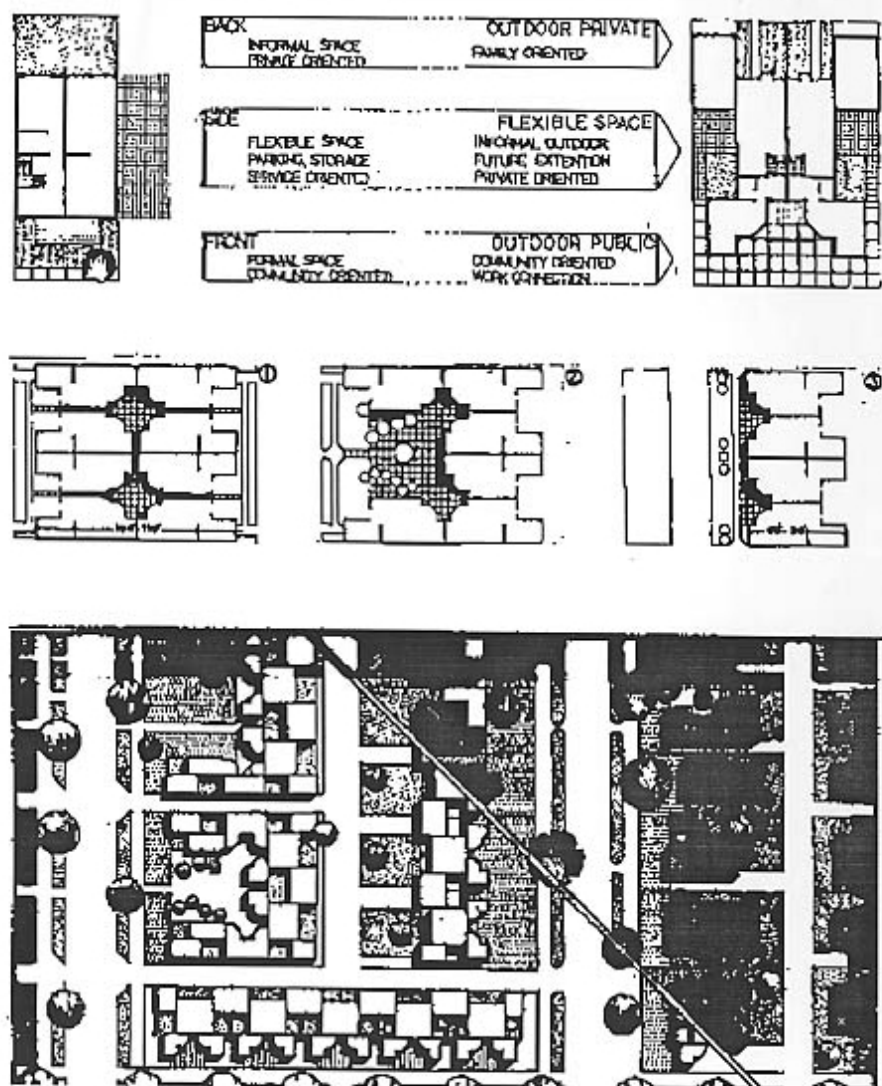 BACK OUTDOOR PRIVATE
INFORMAL SPACE FAMILY ORIENTED
PRIVATE ORIENTED
SIDE FLEXIBLE SPACE
FLEXIBLE SPACE INFORMAL OUTDOOR
PARKING, STORAGE FUTURE EXTENTION
SERVICE ORIENTED PRIVATE ORIENTED
FRONT OUTDOOR PUBLIC
FORMAL SPACE COMMUNITY ORIENTED
COMMUNITY ORIENTED WORK CONNECTION